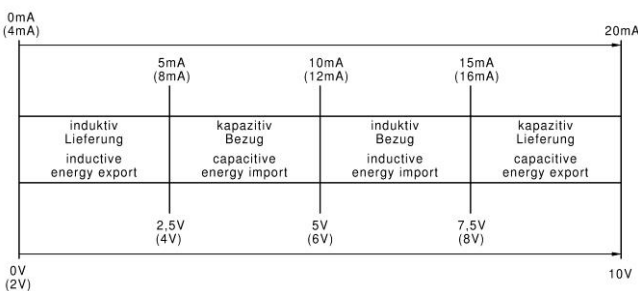 0mA
(4mA)
20mA
5mA
(8mA)
10mA
(12mA)
15mA
(16mA)
induktiv
Lieferung
inductive
energy export
kapazitiv
Bezug
capacitive
energy import
induktiv
Bezug
inductive
energy import
kapazitiv
Lieferung
capacitive
energy export
2,5V
(4V)
5V
(6V)
7,5V
(8V)
0V
(2V)
10V